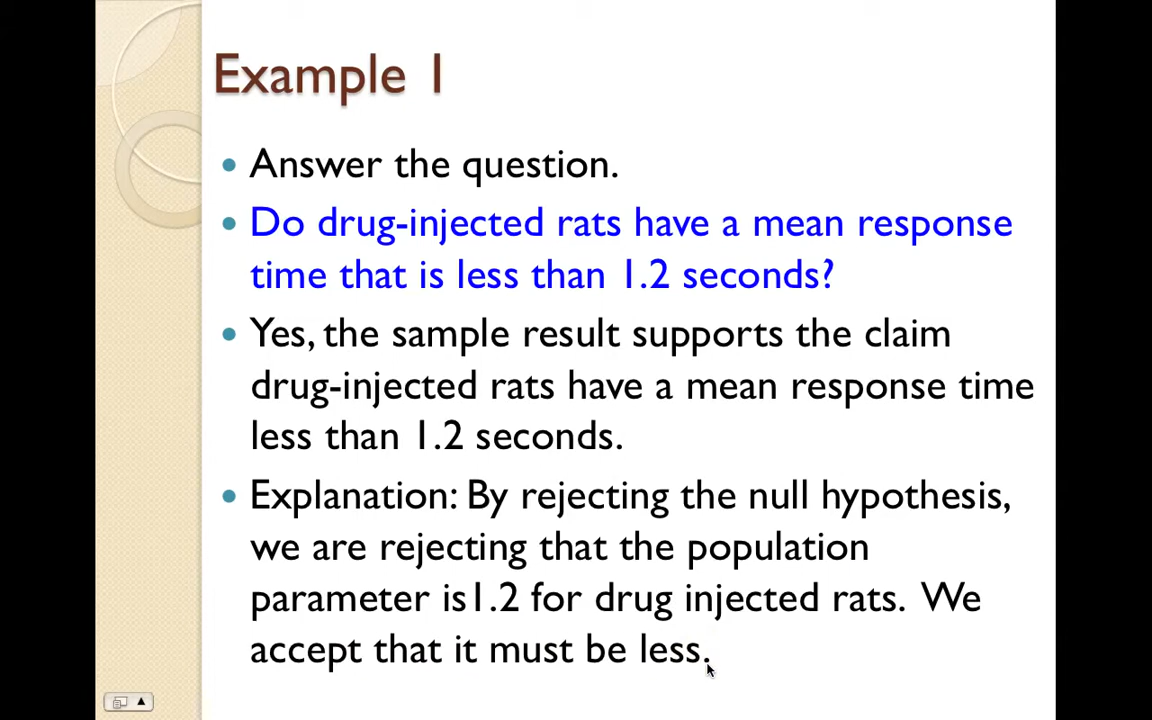 Example 1
Answer the question.
Do drug-injected rats have a mean response
time that is less than 1.2 seconds?
Yes, the sample result supports the claim
drug-injected rats have a mean response time
less than 1.2 seconds.
Explanation: By rejecting the null hypothesis,
we are rejecting that the population
parameter is1.2 for drug injected rats. We
accept that it must be less.